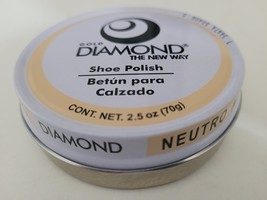 GOLD
DIAMOND®
THE NEW WAY
Shoe Polish
Betún para
Calzado
CONT. NET. 2.5 oz (70g)
DIAMOND
NEUTRO